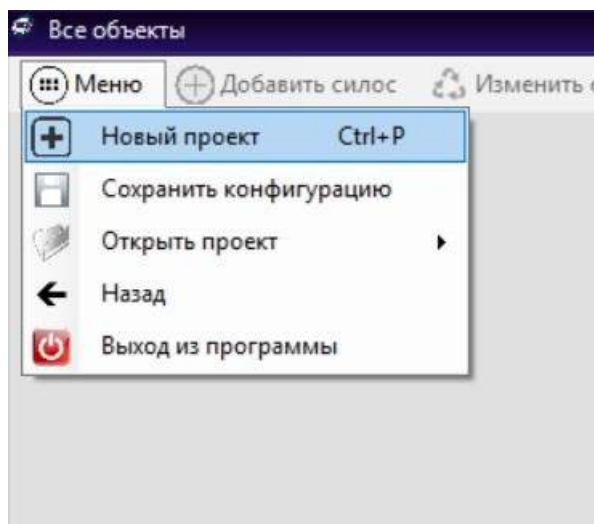 Все объекты
Меню Добавить силос Изменить
Новый проект Ctrl+P
Сохранить конфигурацию
Открыть проект
Назад
Выход из программы